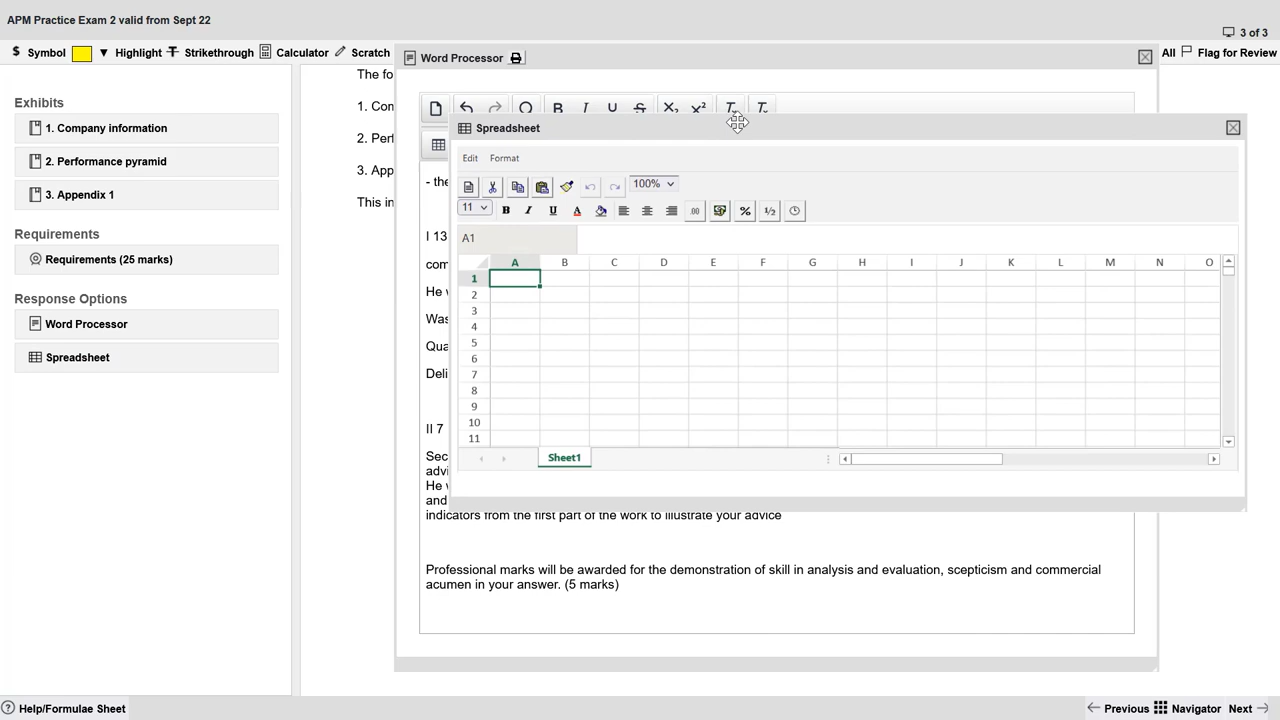 APM Practice Exam 2 valid from Sept 22
3 of 3
$ Symbol Highlight Strikethrough Calculator Scratch All Flag for Review
Exhibits
1. Company information
2. Performance pyramid
3. Appendix 1
Requirements
Requirements (25 marks)
Response Options
Word Processor
Spreadsheet
The fo
1. Con
2. Perf
3. App
This in
Word Processor
B I U S X₂ X² T T
- the
I 13
com
He w
Was
Qua
Deli
II 7
Sec
advi
He w
and
indicators from the first part of the work to illustrate your advice
Professional marks will be awarded for the demonstration of skill in analysis and evaluation, scepticism and commercial
acumen in your answer. (5 marks)
Spreadsheet
Edit Format
100%
11 B I U A .00 % 1/2
A1
A B C D E F G H I J K L M N O
1
2
3
4
5
6
7
8
9
10
11
Sheet1
Help/Formulae Sheet
Previous Navigator Next